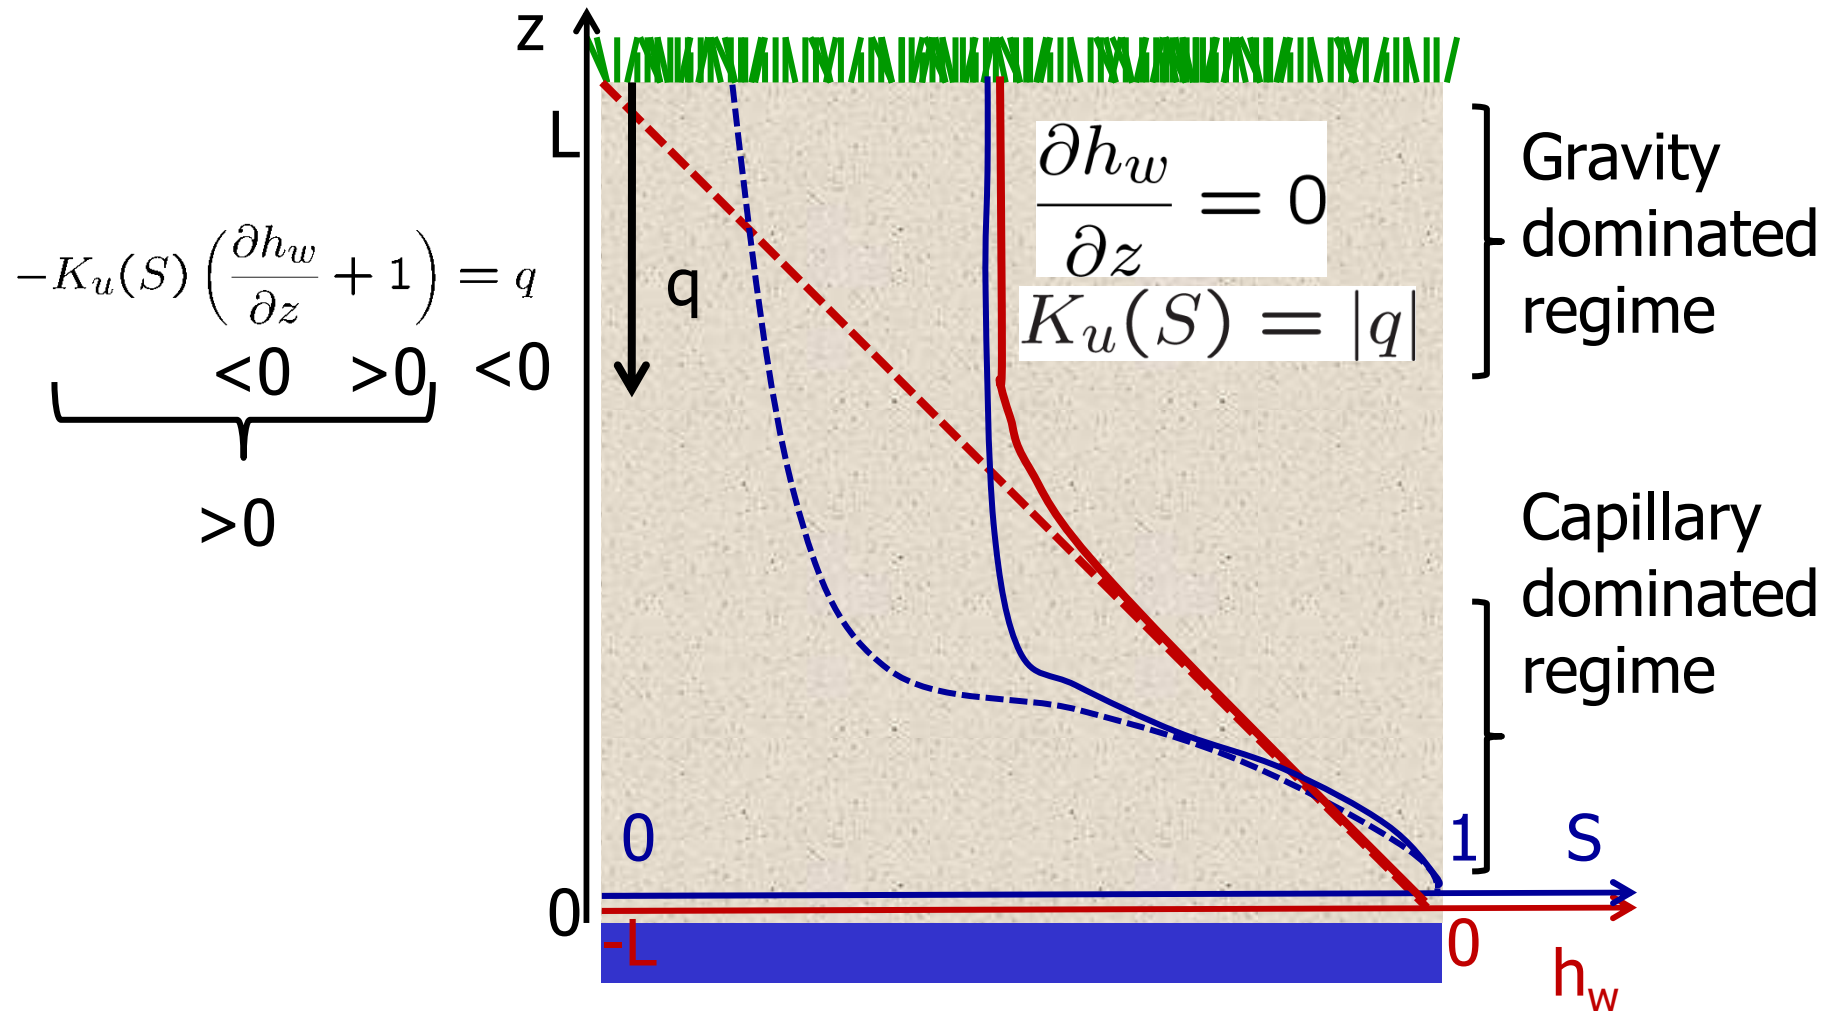 z
L
Gravity
dominated
regime
∂h_w/∂z = 0
K_u(S) = |q|
-K_u(S) (∂h_w/∂z + 1) = q
q
<0 >0 <0
>0
Capillary
dominated
regime
0 1 S
0
-L 0
h_w